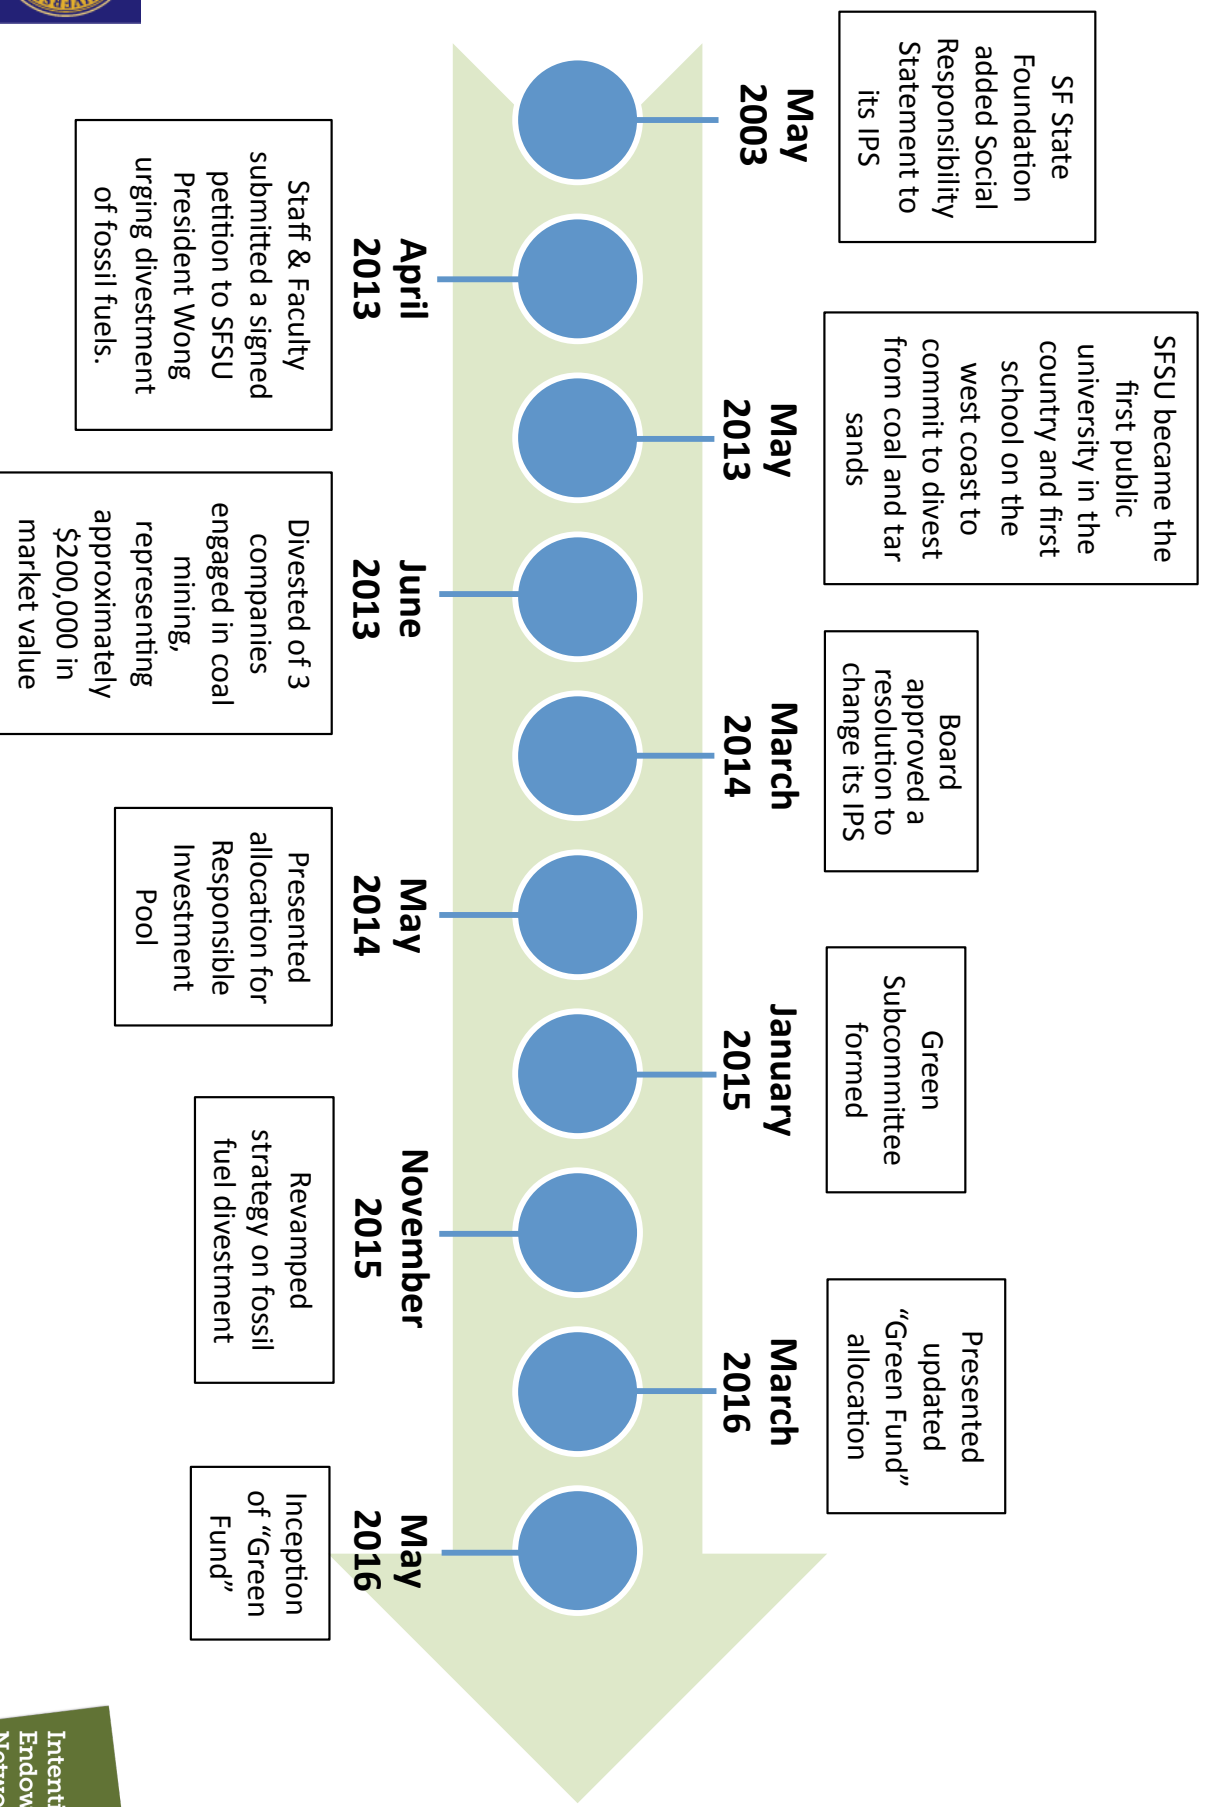 SF State
Foundation
added Social
Responsibility
Statement to
its IPS
May
2003
April
2013
Staff & Faculty
submitted a signed
petition to SFSU
President Wong
urging divestment
of fossil fuels.
SFSU became the
first public
university in the
country and first
school on the
west coast to
commit to divest
from coal and tar
sands
May
2013
June
2013
Divested of 3
companies
engaged in coal
mining,
representing
approximately
$200,000 in
market value
Board
approved a
resolution to
change its IPS
March
2014
May
2014
Presented
allocation for
Responsible
Investment
Pool
Green
Subcommittee
formed
January
2015
November
2015
Revamped
strategy on fossil
fuel divestment
Presented
updated
“Green Fund”
allocation
March
2016
May
2016
Inception
of “Green
Fund”